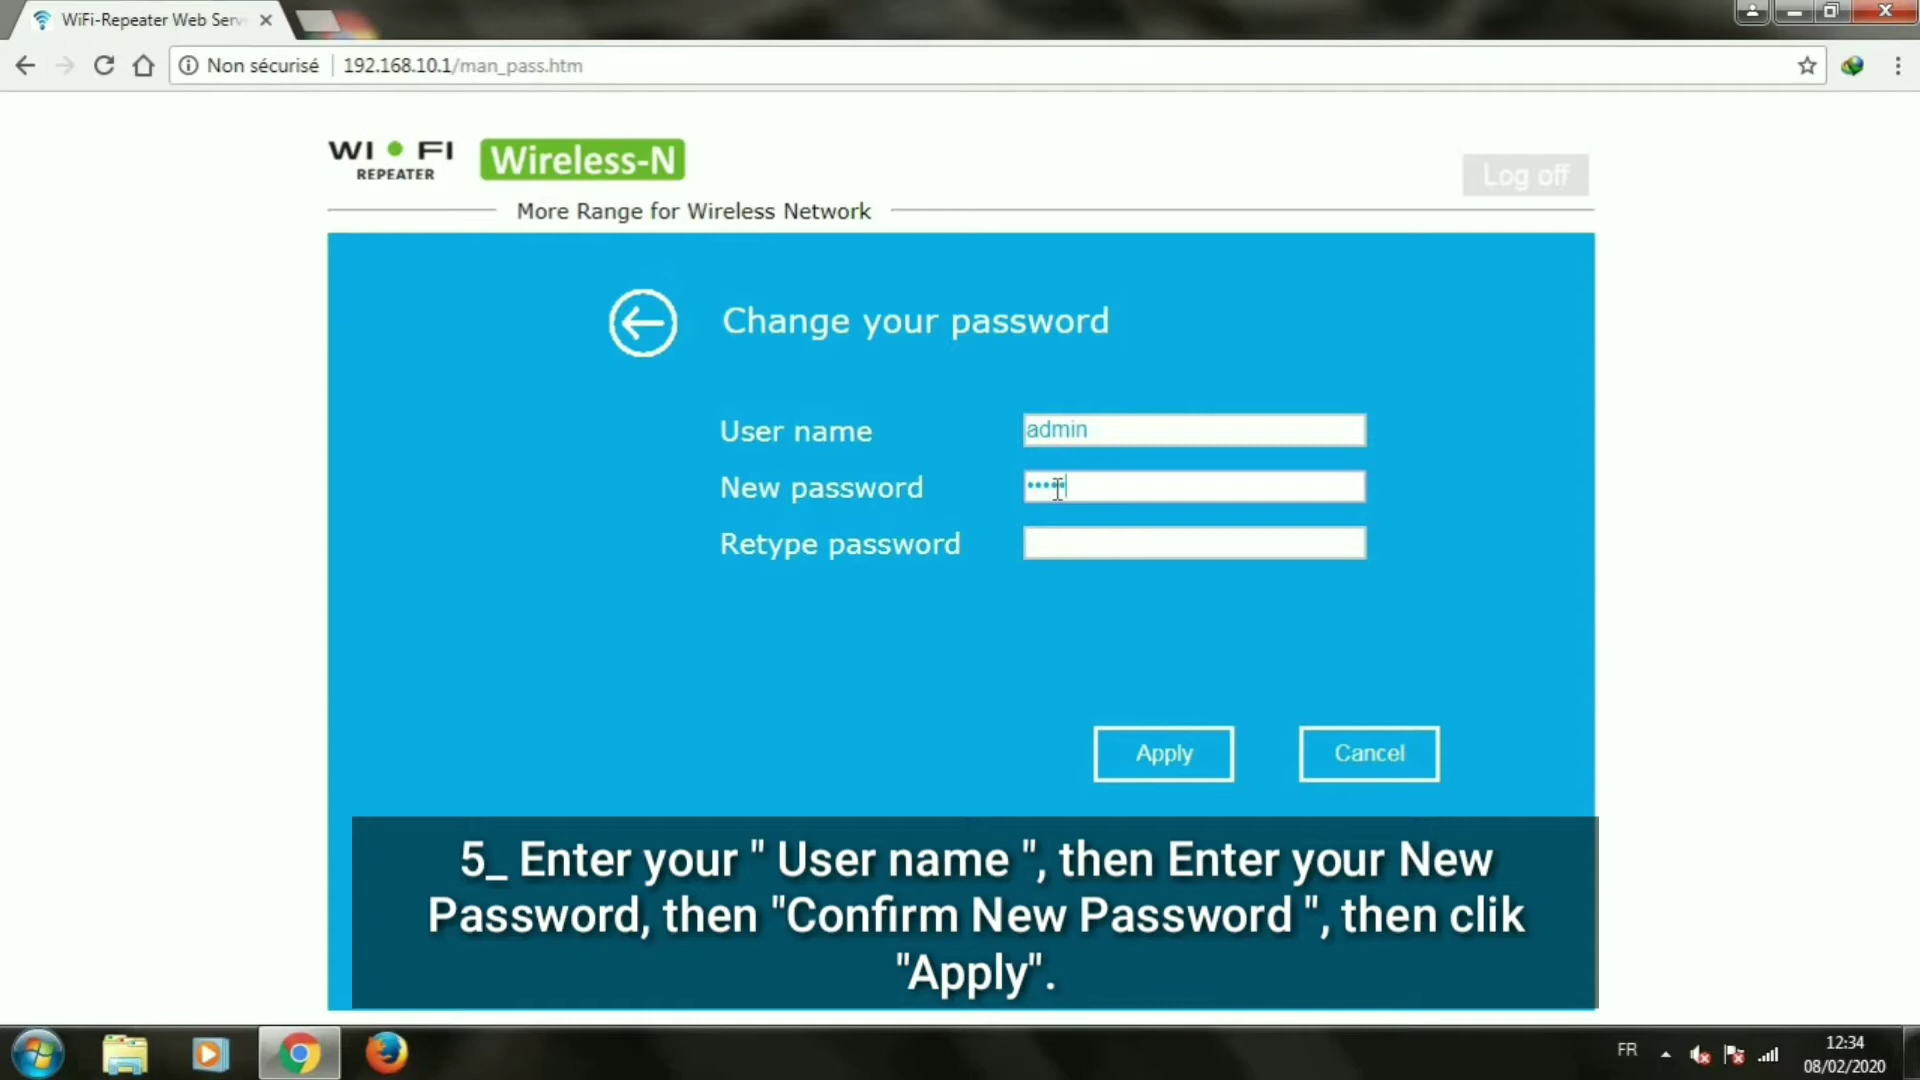 WiFi-Repeater Web Serv
Non sécurisé
192.168.10.1/man_pass.htm
WI FI
REPEATER
Wireless-N
Log off
More Range for Wireless Network
Change your password
User name
admin
New password
Retype password
Apply
Cancel
5_ Enter your " User name ", then Enter your New
Password, then "Confirm New Password ", then clik
"Apply".
FR
12:34
08/02/2020